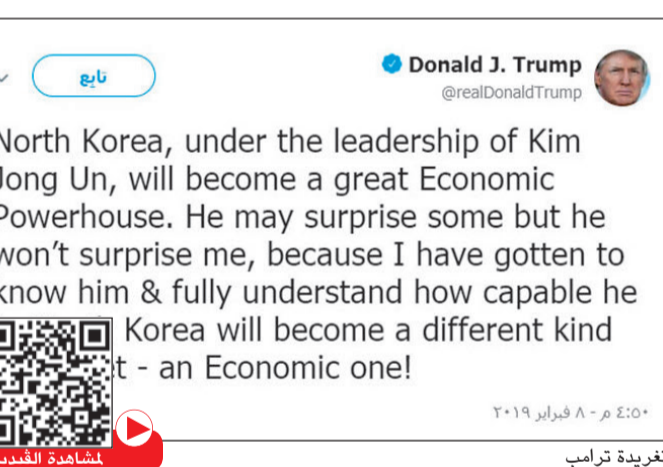 تابع
Donald J. Trump
@realDonaldTrump
North Korea, under the leadership of Kim
Jong Un, will become a great Economic
Powerhouse. He may surprise some but he
won't surprise me, because I have gotten to
know him & fully understand how capable he
Korea will become a different kind
- an Economic one!
٤:٥٠ م - ٨ فبراير ٢٠١٩
لمشاهدة الڤيديو
تغريدة ترامب